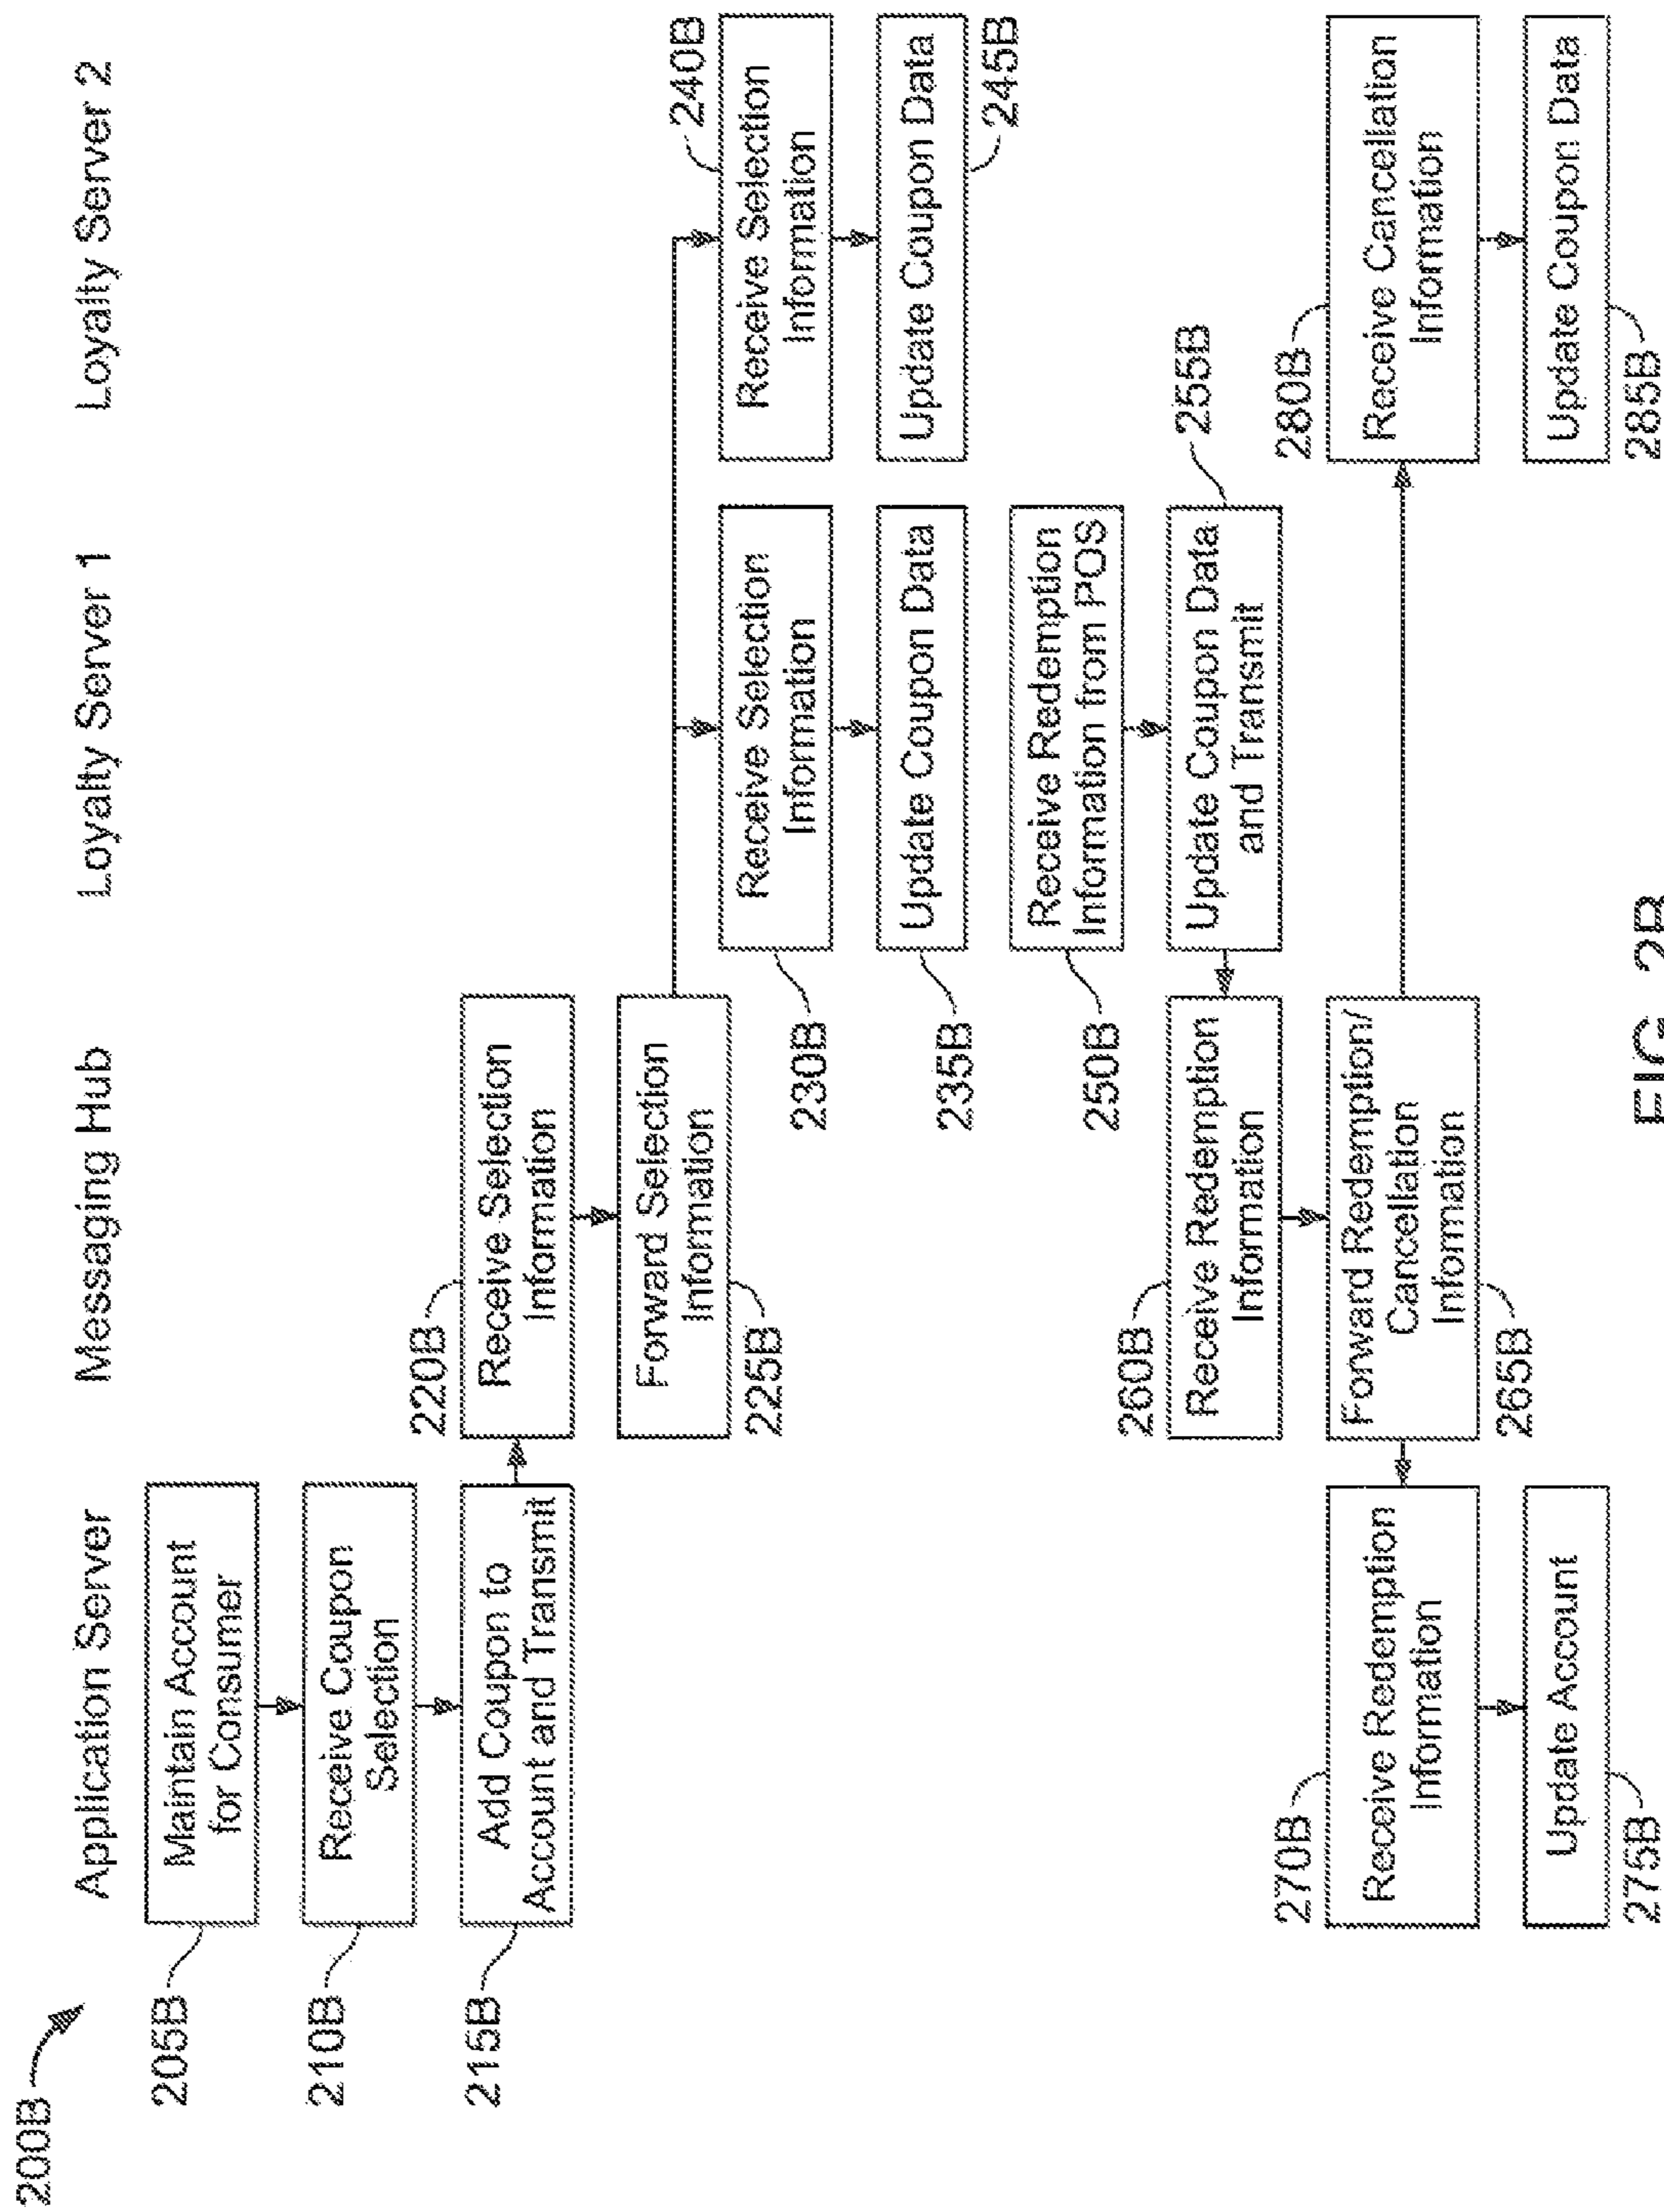 200B
Application Server
Messaging Hub
Loyalty Server 1
Loyalty Server 2
205B
Maintain Account
for Consumer
210B
Receive Coupon
Selection
215B
Add Coupon to
Account and Transmit
220B
Receive Selection
Information
Forward Selection
Information
225B
230B
Receive Selection
Information
235B
Update Coupon Data
240B
Receive Selection
Information
Update Coupon Data
245B
250B
Receive Redemption
Information from POS
255B
Update Coupon Data
and Transmit
260B
Receive Redemption
Information
Forward Redemption/
Cancellation
Information
265B
270B
Receive Redemption
Information
Update Account
275B
280B
Receive Cancellation
Information
Update Coupon Data
285B
FIG. 2B